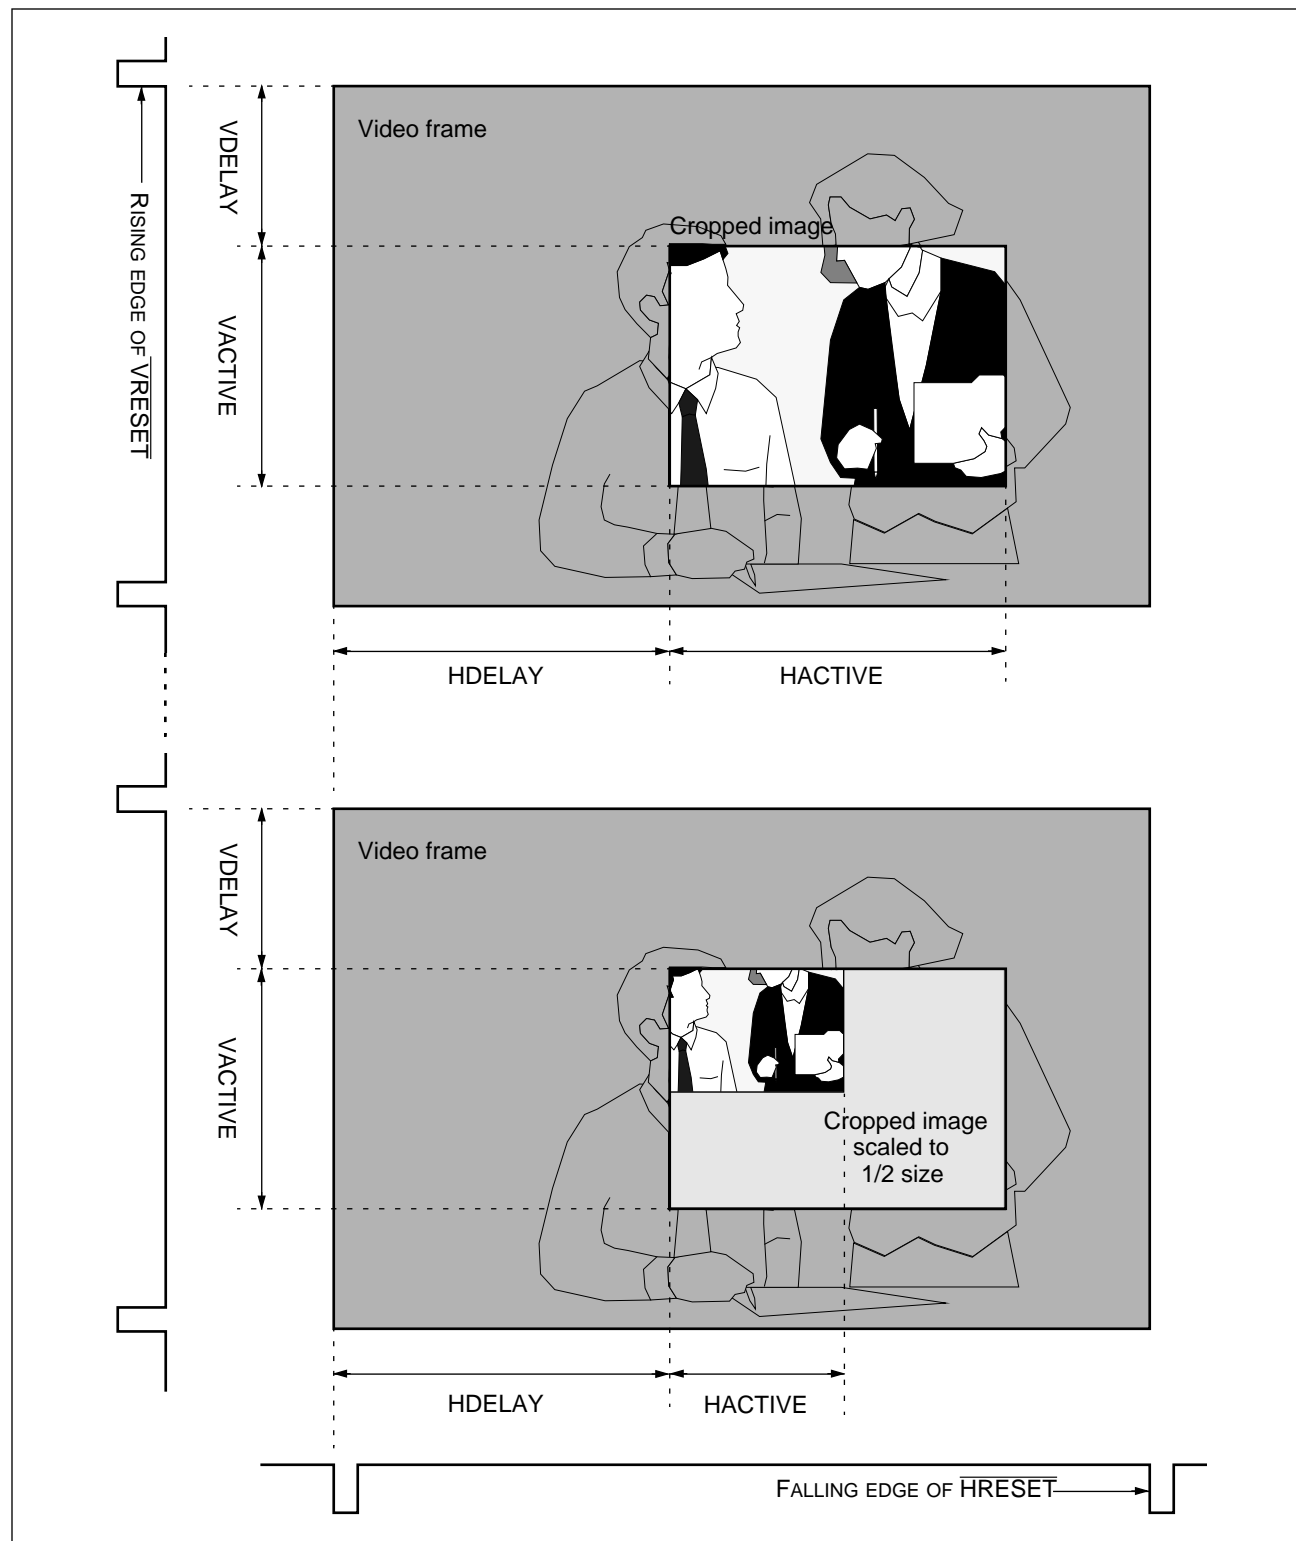 Video frame
VDELAY
RISING EDGE OF VRESET
Cropped image
VACTIVE
HDELAY
HACTIVE
Video frame
VDELAY
VACTIVE
Cropped image
scaled to
1/2 size
HDELAY
HACTIVE
FALLING EDGE OF HRESET